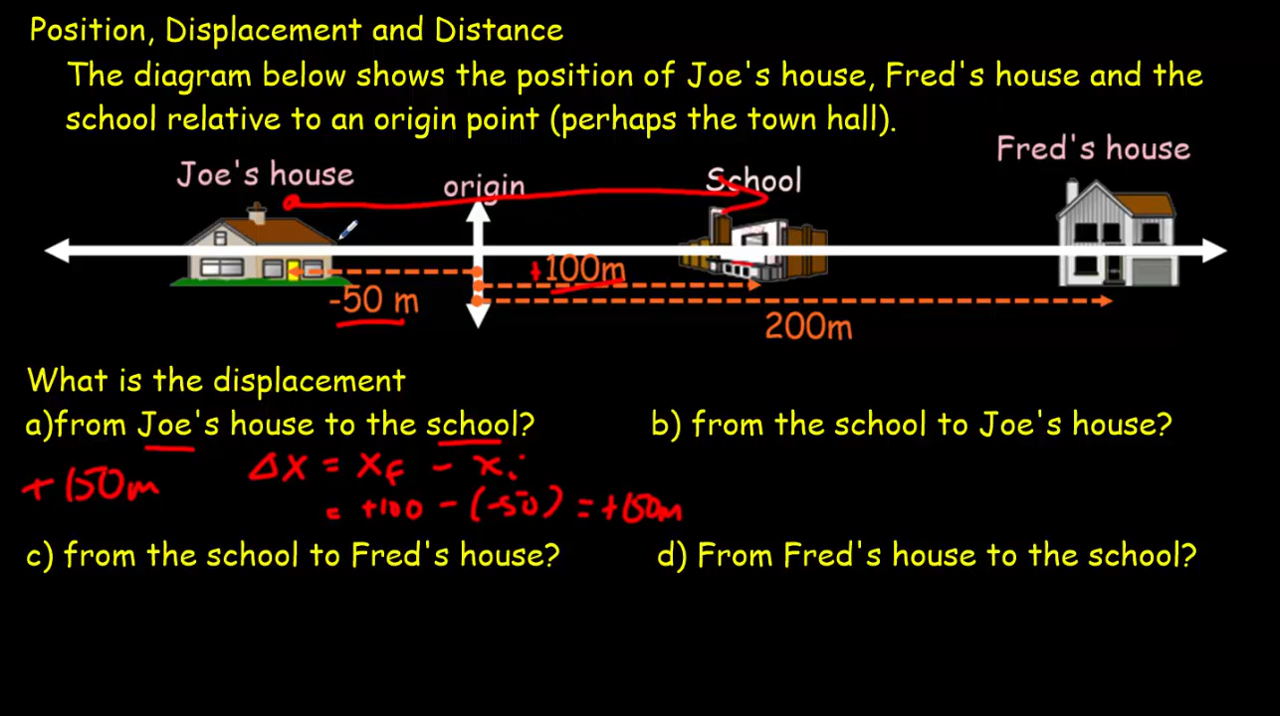 Position, Displacement and Distance
The diagram below shows the position of Joe's house, Fred's house and the
school relative to an origin point (perhaps the town hall).
Fred's house
Joe's house
origin
School
+100m
-50 m
200m
What is the displacement
a)from Joe's house to the school?
b) from the school to Joe's house?
+150m
Δx = xf - xi
= +100 - (-50) = +150m
c) from the school to Fred's house?
d) From Fred's house to the school?